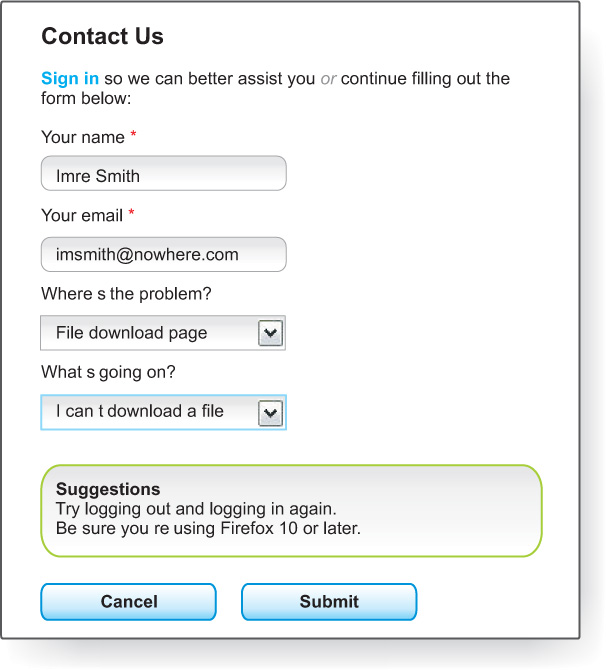 Contact Us
Sign in so we can better assist you or continue filling out the
form below:
Your name *
Imre Smith
Your email *
imsmith@nowhere.com
Where s the problem?
File download page
What s going on?
I can t download a file
Suggestions
Try logging out and logging in again.
Be sure you re using Firefox 10 or later.
Cancel Submit